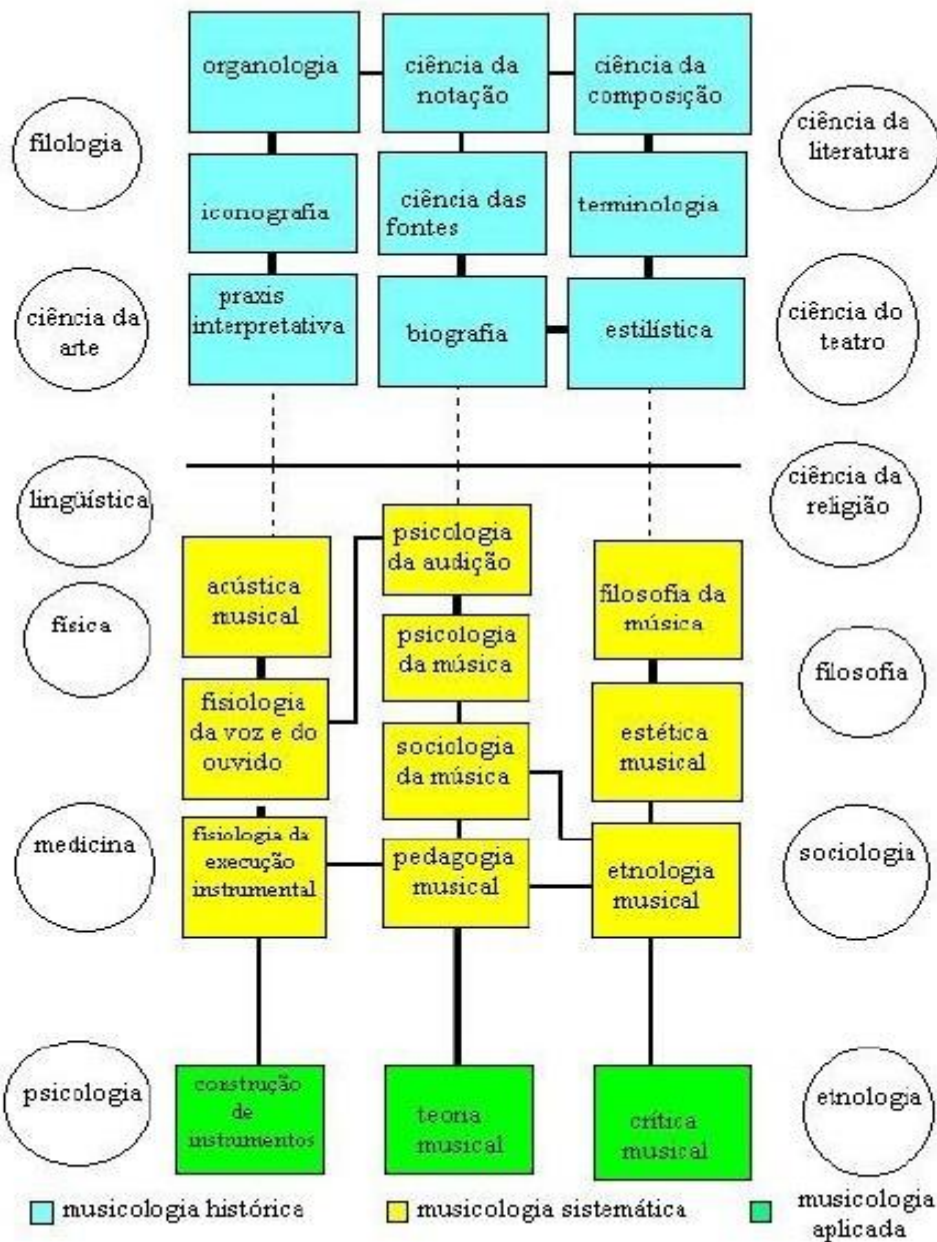 organologia
ciência da
notação
ciência da
composição
filologia
ciência da
literatura
iconografia
ciência das
fontes
terminologia
ciência da
arte
praxis
interpretativa
biografia
estilística
ciência do
teatro
lingüística
ciência da
religião
psicologia
da audição
acústica
musical
filosofia da
música
física
psicologia
da música
filosofia
fisiologia
da voz e do
ouvido
sociologia
da música
estética
musical
medicina
fisiologia da
execução
instrumental
pedagogia
musical
etnologia
musical
sociologia
psicologia
construção
de
instrumentos
teoria
musical
crítica
musical
etnologia
musicologia histórica
musicologia sistemática
musicologia
aplicada